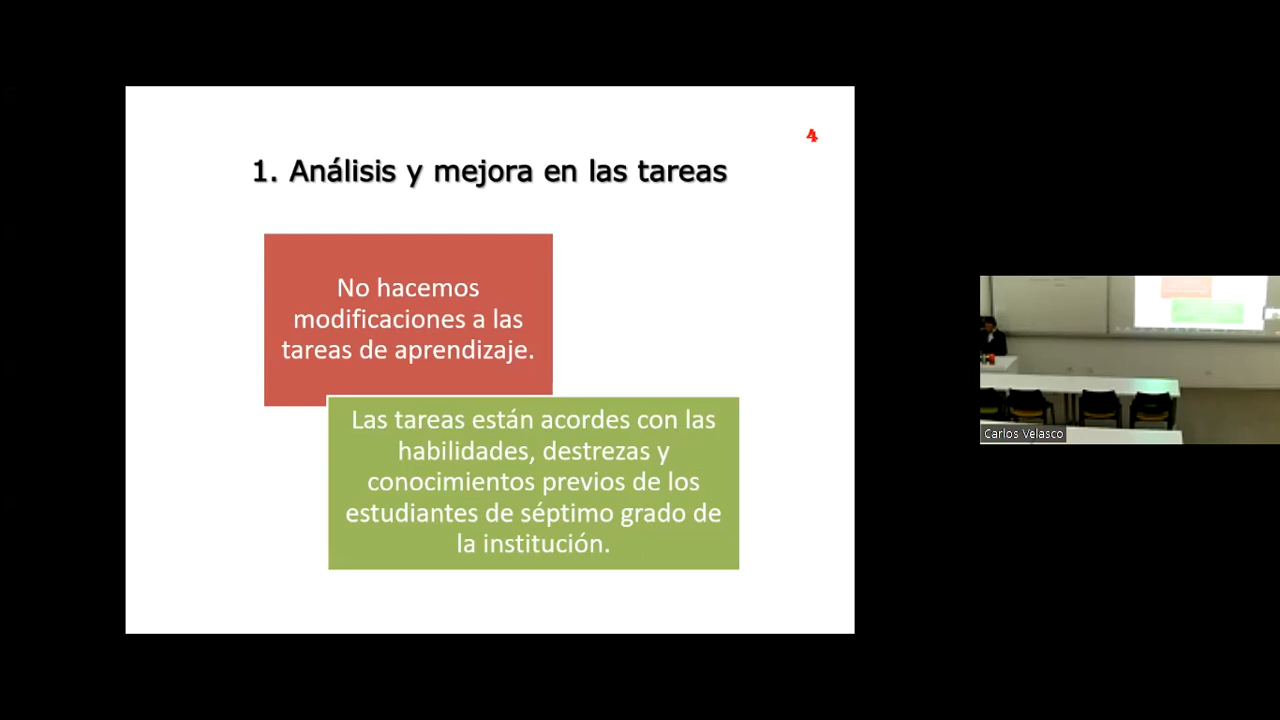 4
1. Análisis y mejora en las tareas
No hacemos
modificaciones a las
tareas de aprendizaje.
Las tareas están acordes con las
habilidades, destrezas y
conocimientos previos de los
estudiantes de séptimo grado de
la institución.
Carlos Velasco